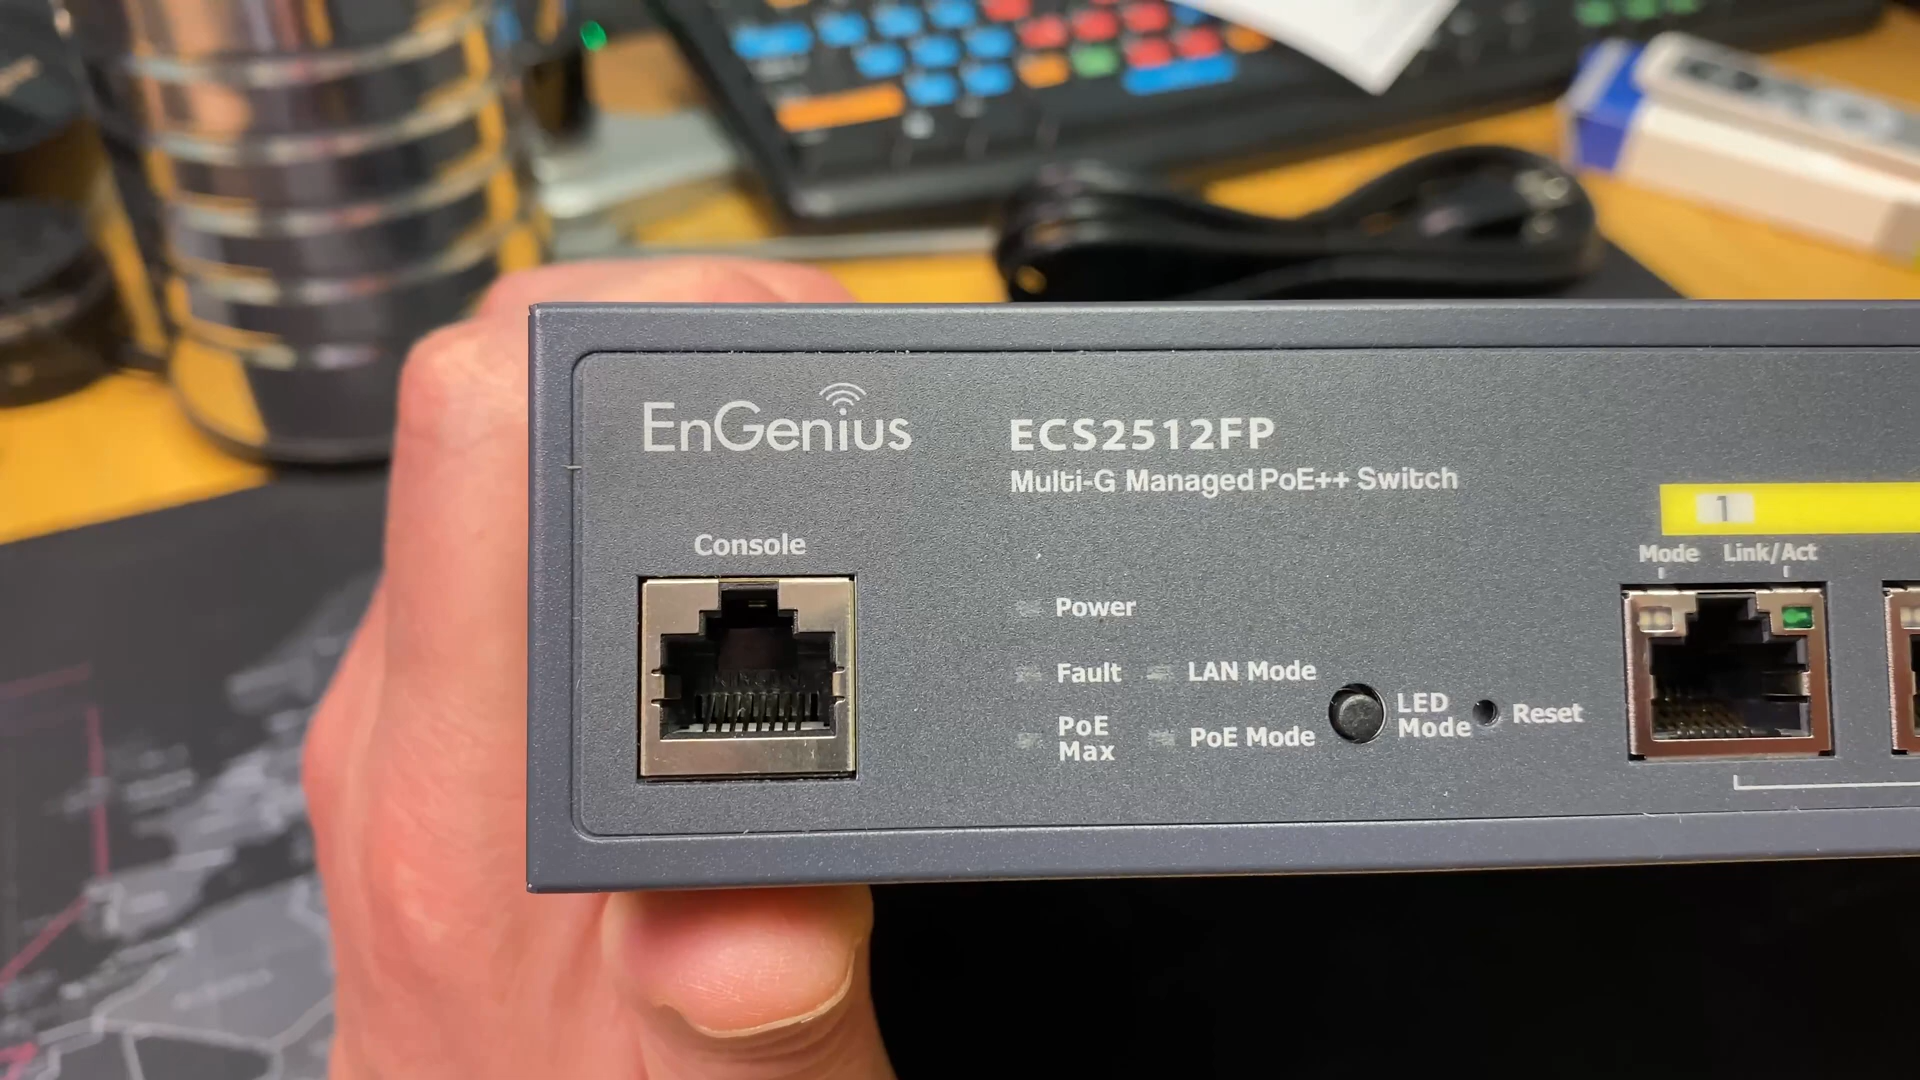 EnGenius
ECS2512FP
Multi-G Managed PoE++ Switch
Console
1
Mode Link/Act
Power
Fault
LAN Mode
PoE Max
PoE Mode
LED Mode
Reset